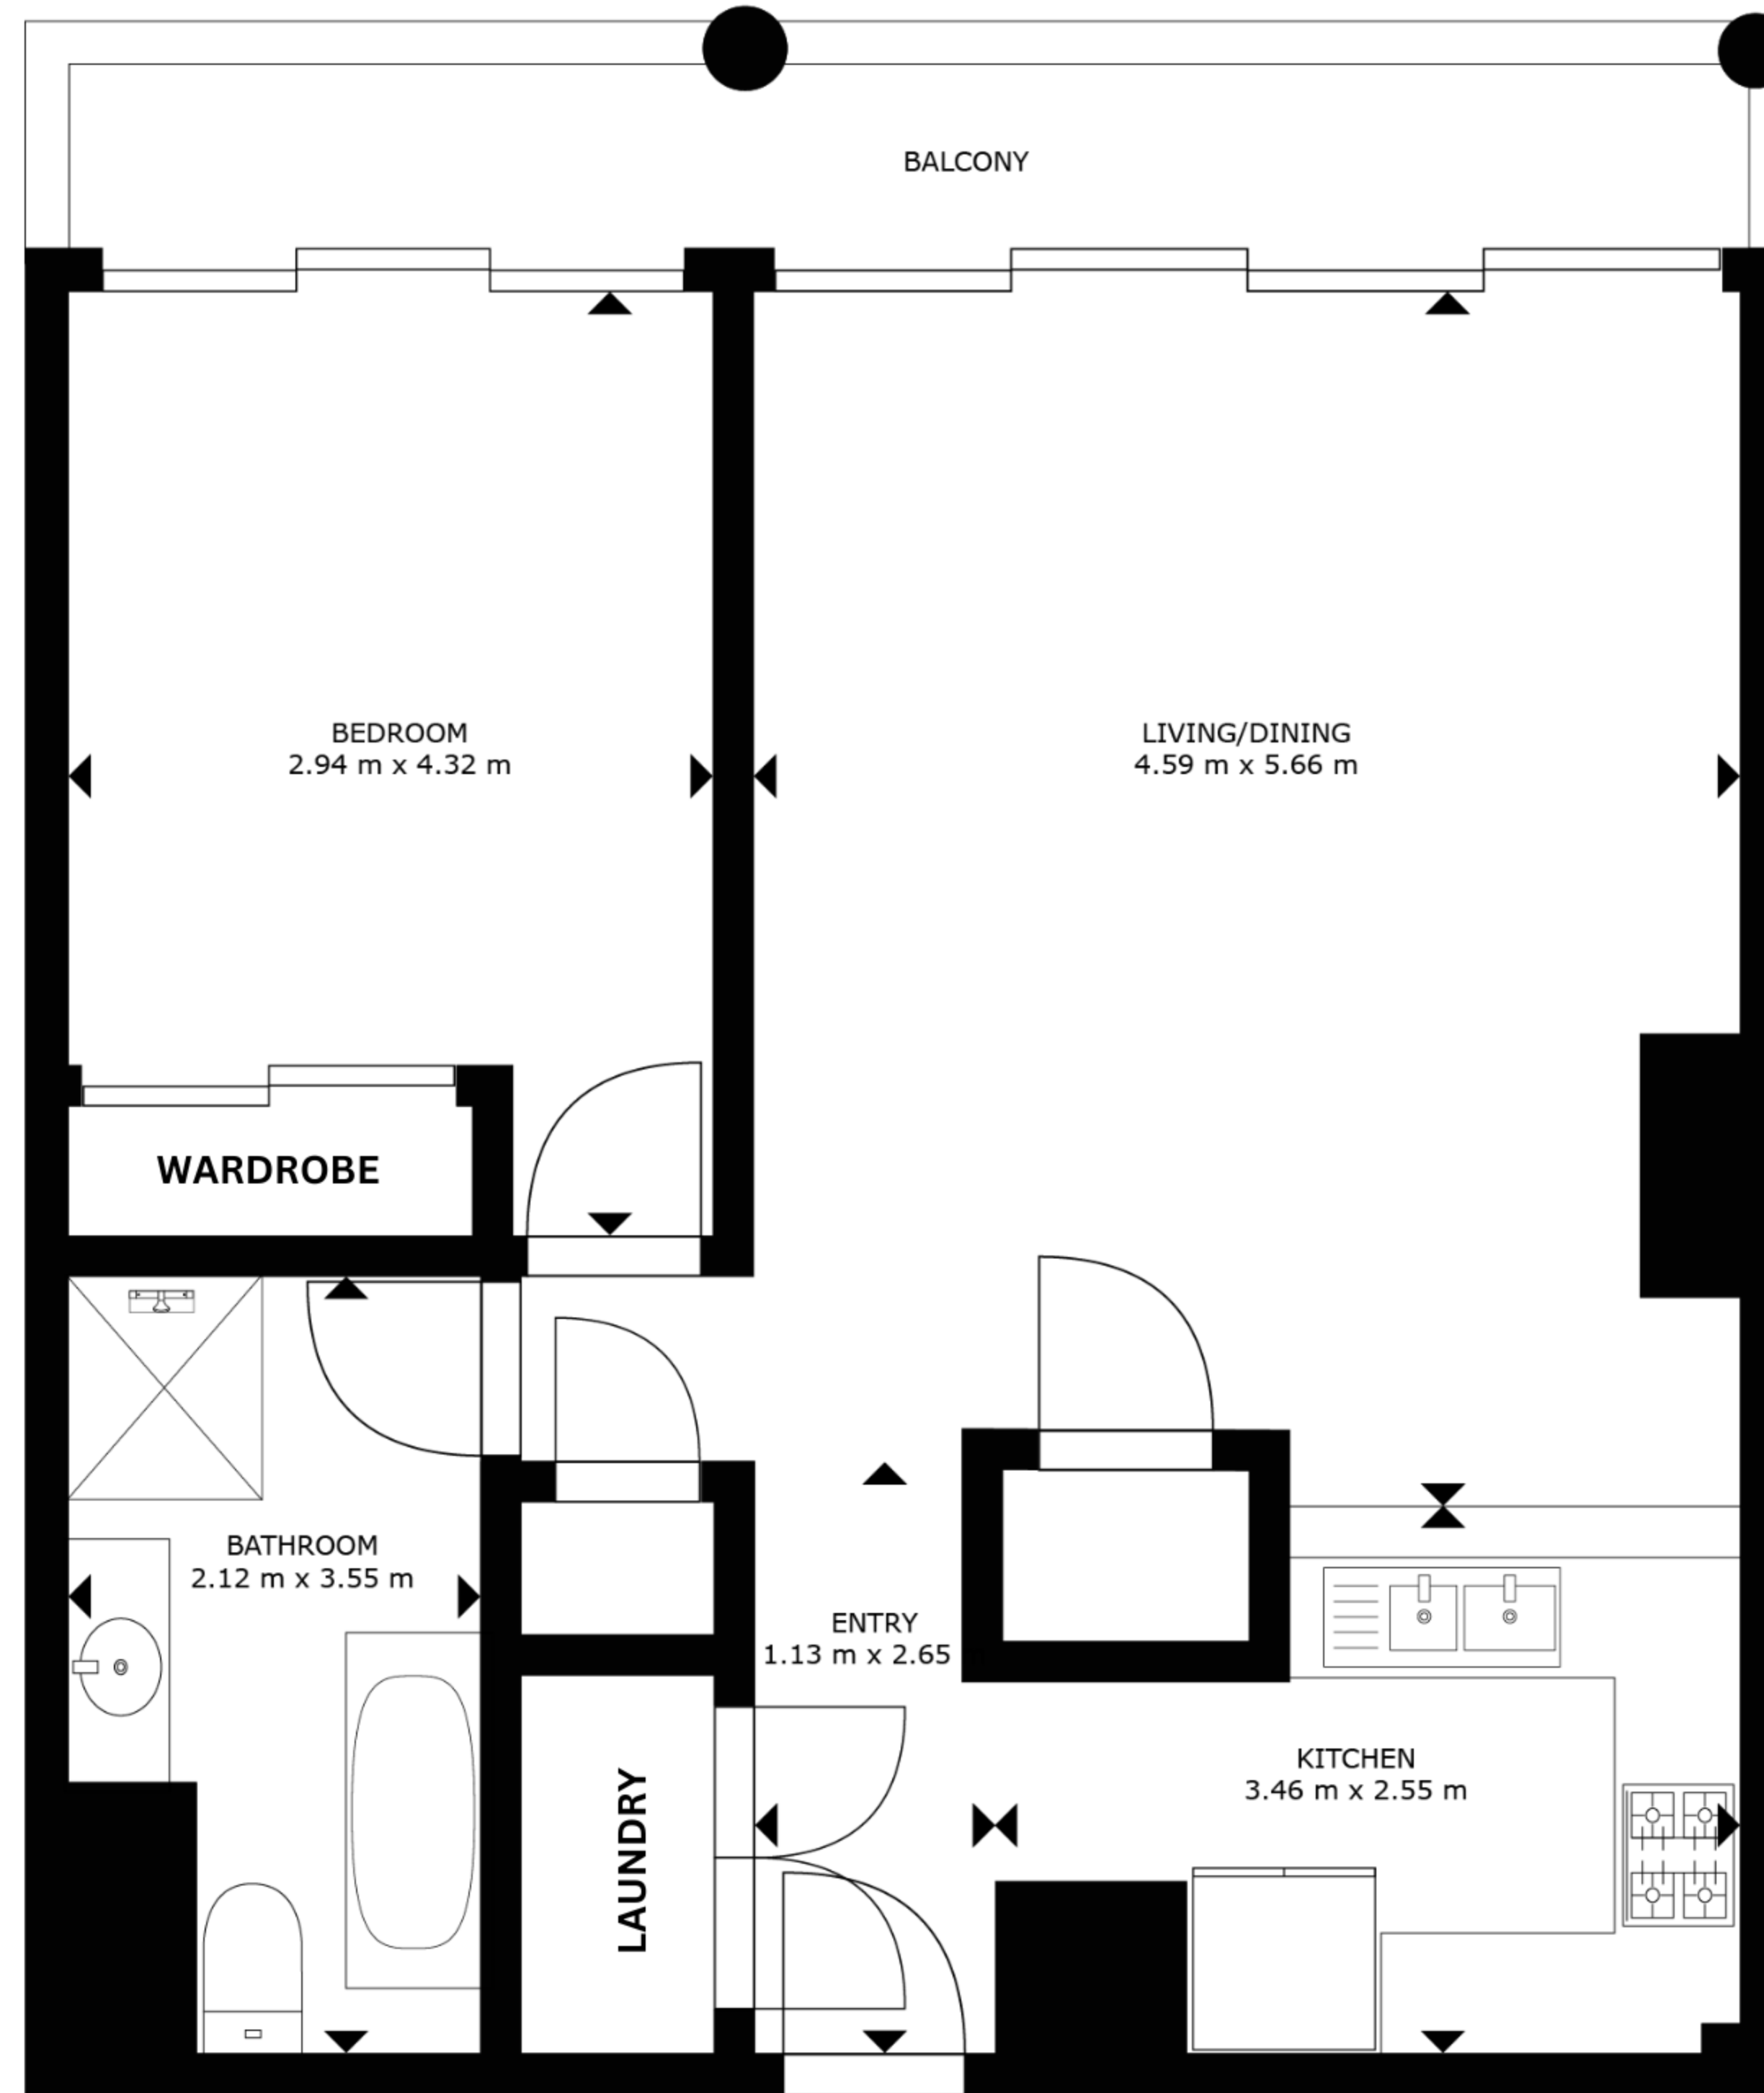 BALCONY
BEDROOM
2.94 m x 4.32 m
LIVING/DINING
4.59 m x 5.66 m
WARDROBE
BATHROOM
2.12 m x 3.55 m
ENTRY
1.13 m x 2.65
KITCHEN
3.46 m x 2.55 m
LAUNDRY